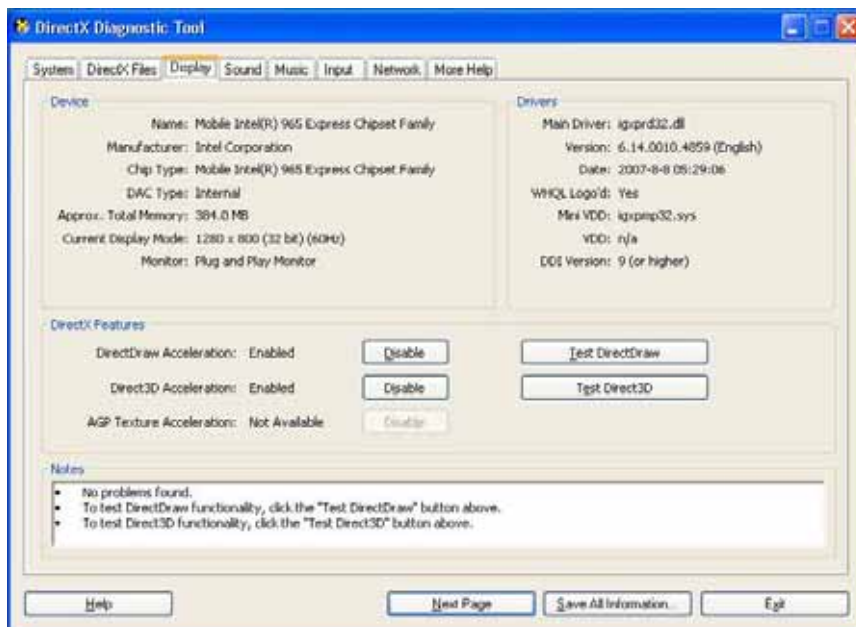 DirectX Diagnostic Tool
System DirectX Files Display Sound Music Input Network More Help
Device
Name: Mobile Intel(R) 965 Express Chipset Family
Manufacturer: Intel Corporation
Chip Type: Mobile Intel(R) 965 Express Chipset Family
DAC Type: Internal
Approx. Total Memory: 384.0 MB
Current Display Mode: 1280 x 800 (32 bit) (60Hz)
Monitor: Plug and Play Monitor
Drivers
Main Driver: igxprd32.dll
Version: 6.14.0010.4859 (English)
Date: 2007-8-8 05:29:06
WHQL Logo'd: Yes
Mini VDD: igxpmp32.sys
VDD: n/a
DDI Version: 9 (or higher)
DirectX Features
DirectDraw Acceleration: Enabled Disable Test DirectDraw
Direct3D Acceleration: Enabled Disable Test Direct3D
AGP Texture Acceleration: Not Available Disable
Notes
• No problems found.
• To test DirectDraw functionality, click the "Test DirectDraw" button above.
• To test Direct3D functionality, click the "Test Direct3D" button above.
Help Next Page Save All Information... Exit